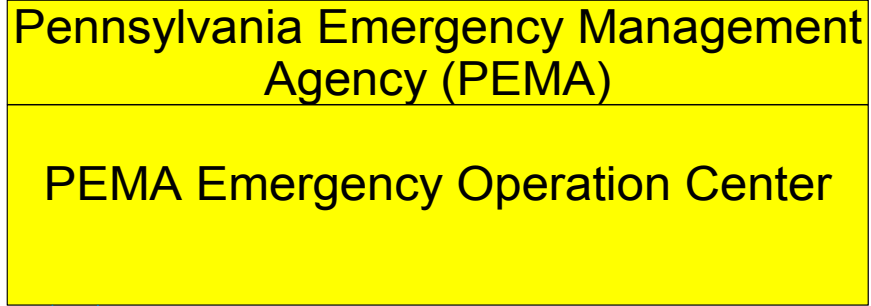 Pennsylvania Emergency Management
Agency (PEMA)
PEMA Emergency Operation Center